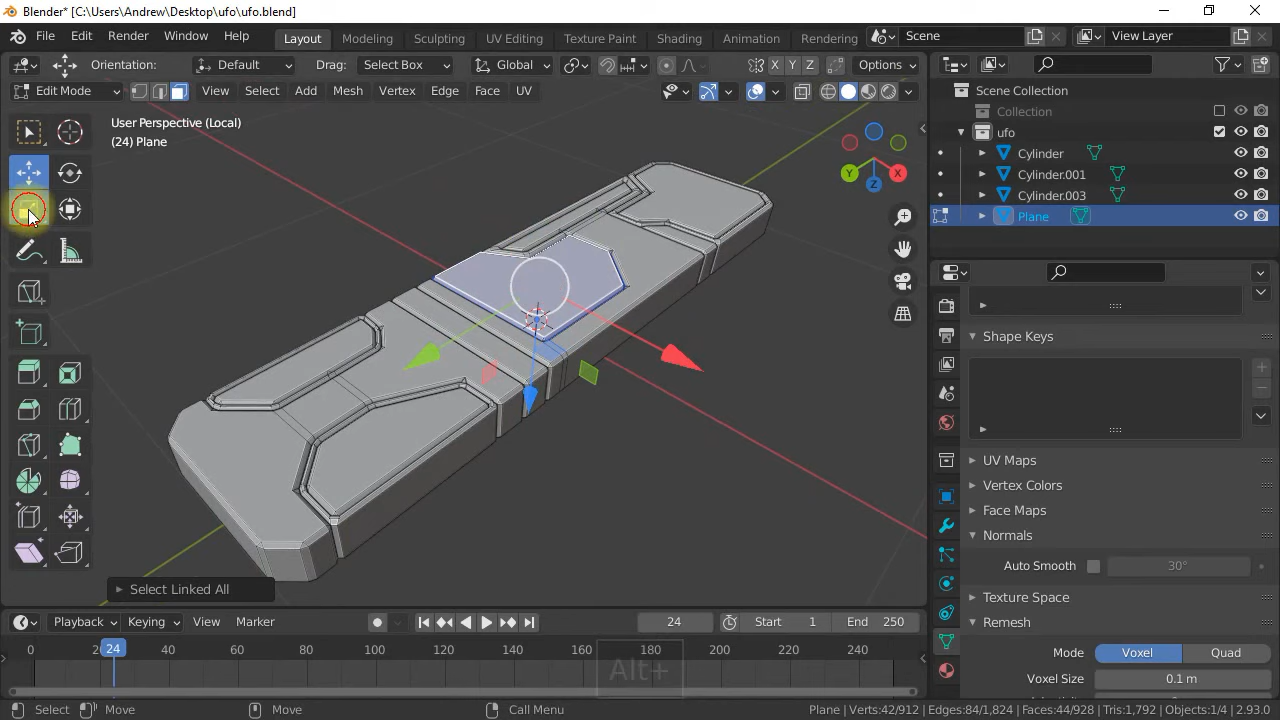 Blender* [C:\Users\Andrew\Desktop\ufo\ufo.blend]
File Edit Render Window Help Layout Modeling Sculpting UV Editing Texture Paint Shading Animation Rendering Scene View Layer
Orientation: Default Drag: Select Box Global X Y Z Options
Edit Mode View Select Add Mesh Vertex Edge Face UV
User Perspective (Local)
(24) Plane
Y X
Z
Select Linked All
Scene Collection
Collection
ufo
Cylinder
Cylinder.001
Cylinder.003
Plane
Shape Keys
UV Maps
Vertex Colors
Face Maps
Normals
Auto Smooth 30°
Texture Space
Remesh
Mode Voxel Quad
Voxel Size 0.1 m
Playback Keying View Marker 24 Start 1 End 250
0 24 40 60 80 100 120 140 160 180 200 220 240
Alt+
Select Move Move Call Menu Plane | Verts:42/912 | Edges:84/1,824 | Faces:44/928 | Tris:1,792 | Objects:1/4 | 2.93.0